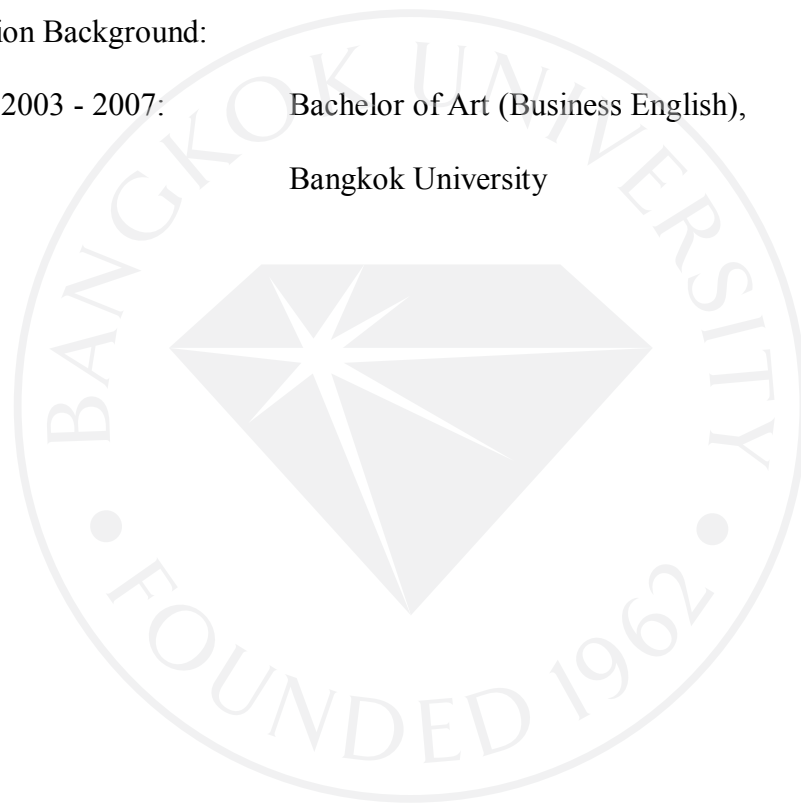 ion Background:
2003 - 2007: Bachelor of Art (Business English),
Bangkok University
BANGKOK UNIVERSITY
• FOUNDED 1962 •